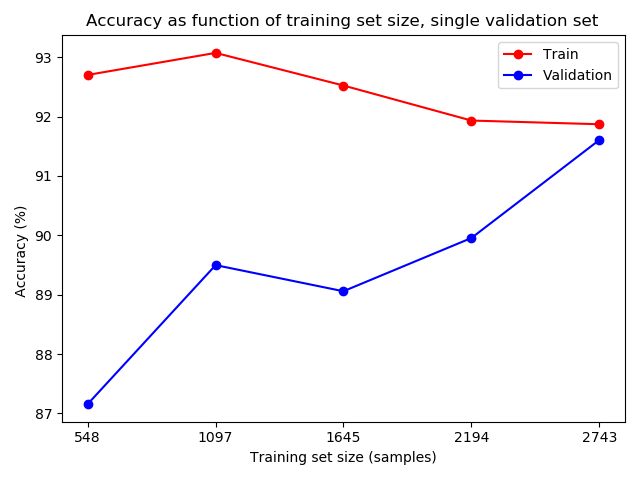 Accuracy as function of training set size, single validation set
Train
Validation
93
92
91
90
89
88
87
Accuracy (%)
548 1097 1645 2194 2743
Training set size (samples)